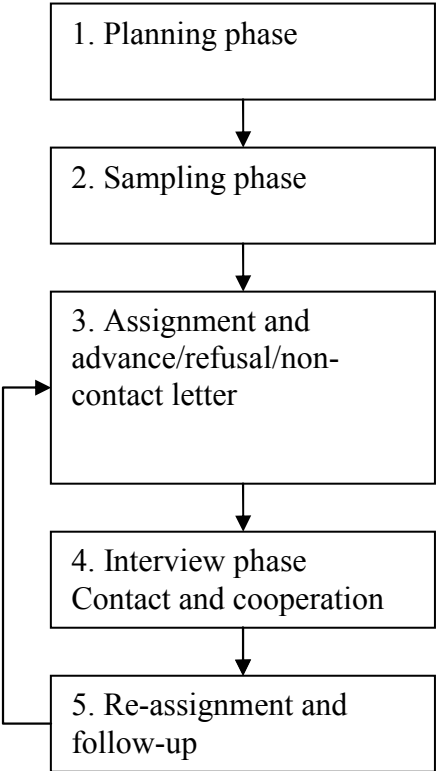 1. Planning phase
2. Sampling phase
3. Assignment and
advance/refusal/non-
contact letter
4. Interview phase
Contact and cooperation
5. Re-assignment and
follow-up